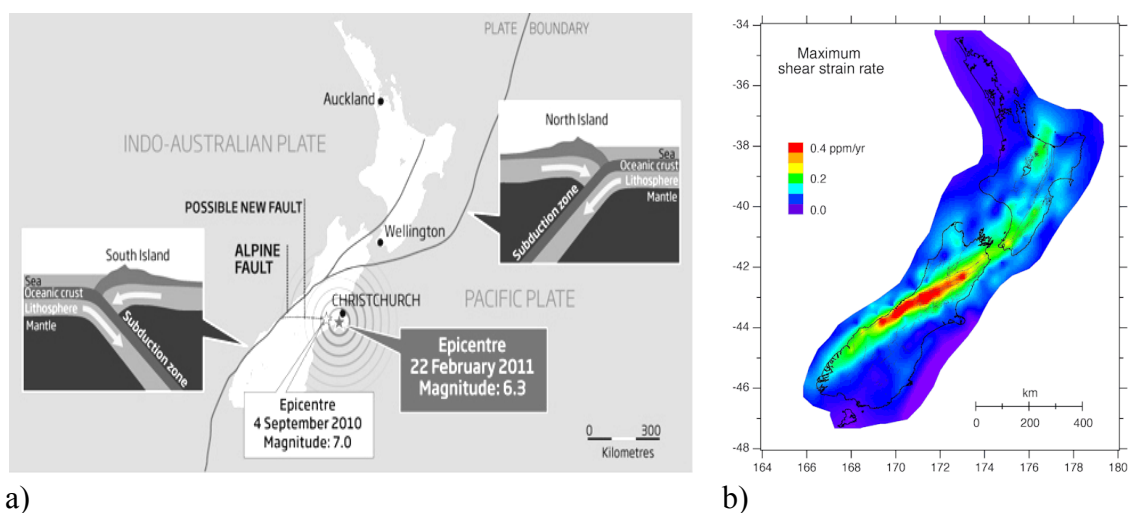 PLATE BOUNDARY
Auckland
INDO-AUSTRALIAN PLATE
North Island
Sea
Oceanic crust
Lithosphere
Mantle
Subduction zone
POSSIBLE NEW FAULT
ALPINE
FAULT
Wellington
South Island
Sea
Oceanic crust
Lithosphere
Mantle
Subduction zone
CHRISTCHURCH
PACIFIC PLATE
Epicentre
22 February 2011
Magnitude: 6.3
Epicentre
4 September 2010
Magnitude: 7.0
0 300
Kilometres
a)
Maximum
shear strain rate
0.4 ppm/yr
0.2
0.0
-34
-36
-38
-40
-42
-44
-46
-48
km
0 200 400
164 166 168 170 172 174 176 178 180
b)